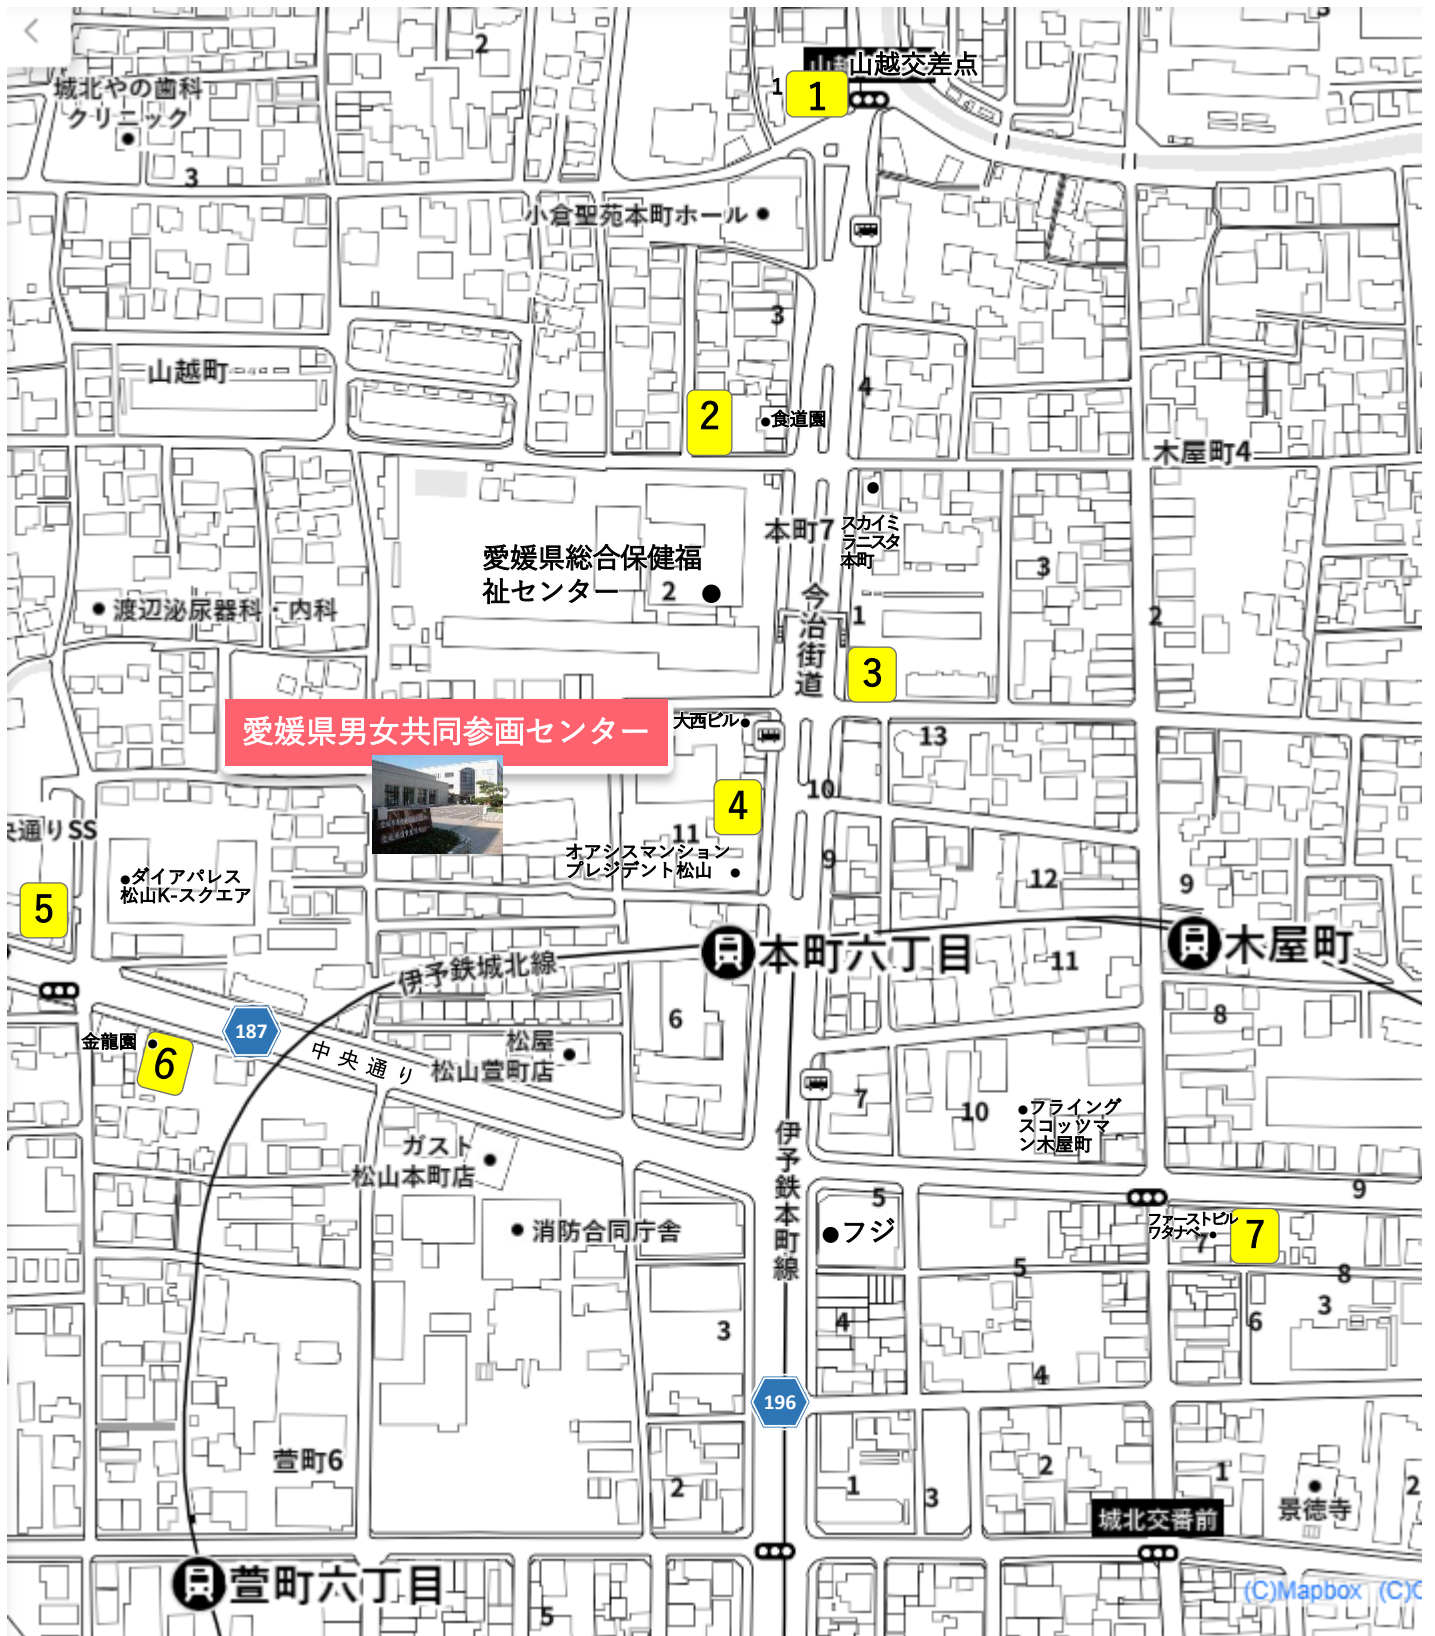 2
山越交差点
1
1
城北やの歯科
クリニック
3
小倉聖苑本町ホール
3
山越町
4
2
食道園
木屋町4
本町7
スカイミ
ラニスタ
本町
愛媛県総合保健福
祉センター
2
3
今治街道
1
2
渡辺泌尿器科・内科
3
愛媛県男女共同参画センター
大西ビル
13
10
4
央通りSS
11
オアシスマンション
プレジデント松山
9
12
9
ダイアパレス
松山K-スクエア
5
本町六丁目
木屋町
伊予鉄城北線
11
6
8
187
中央通り
金龍園
6
松屋
松山萱町店
7
10
フライング
スコッツマ
ン木屋町
伊予鉄本町線
ガスト
松山本町店
消防合同庁舎
5
フジ
9
ファーストビル
ワタナベ
7
7
5
8
3
4
6
3
4
196
萱町6
2
1
3
2
1
2
景徳寺
城北交番前
萱町六丁目
5
(C)Mapbox